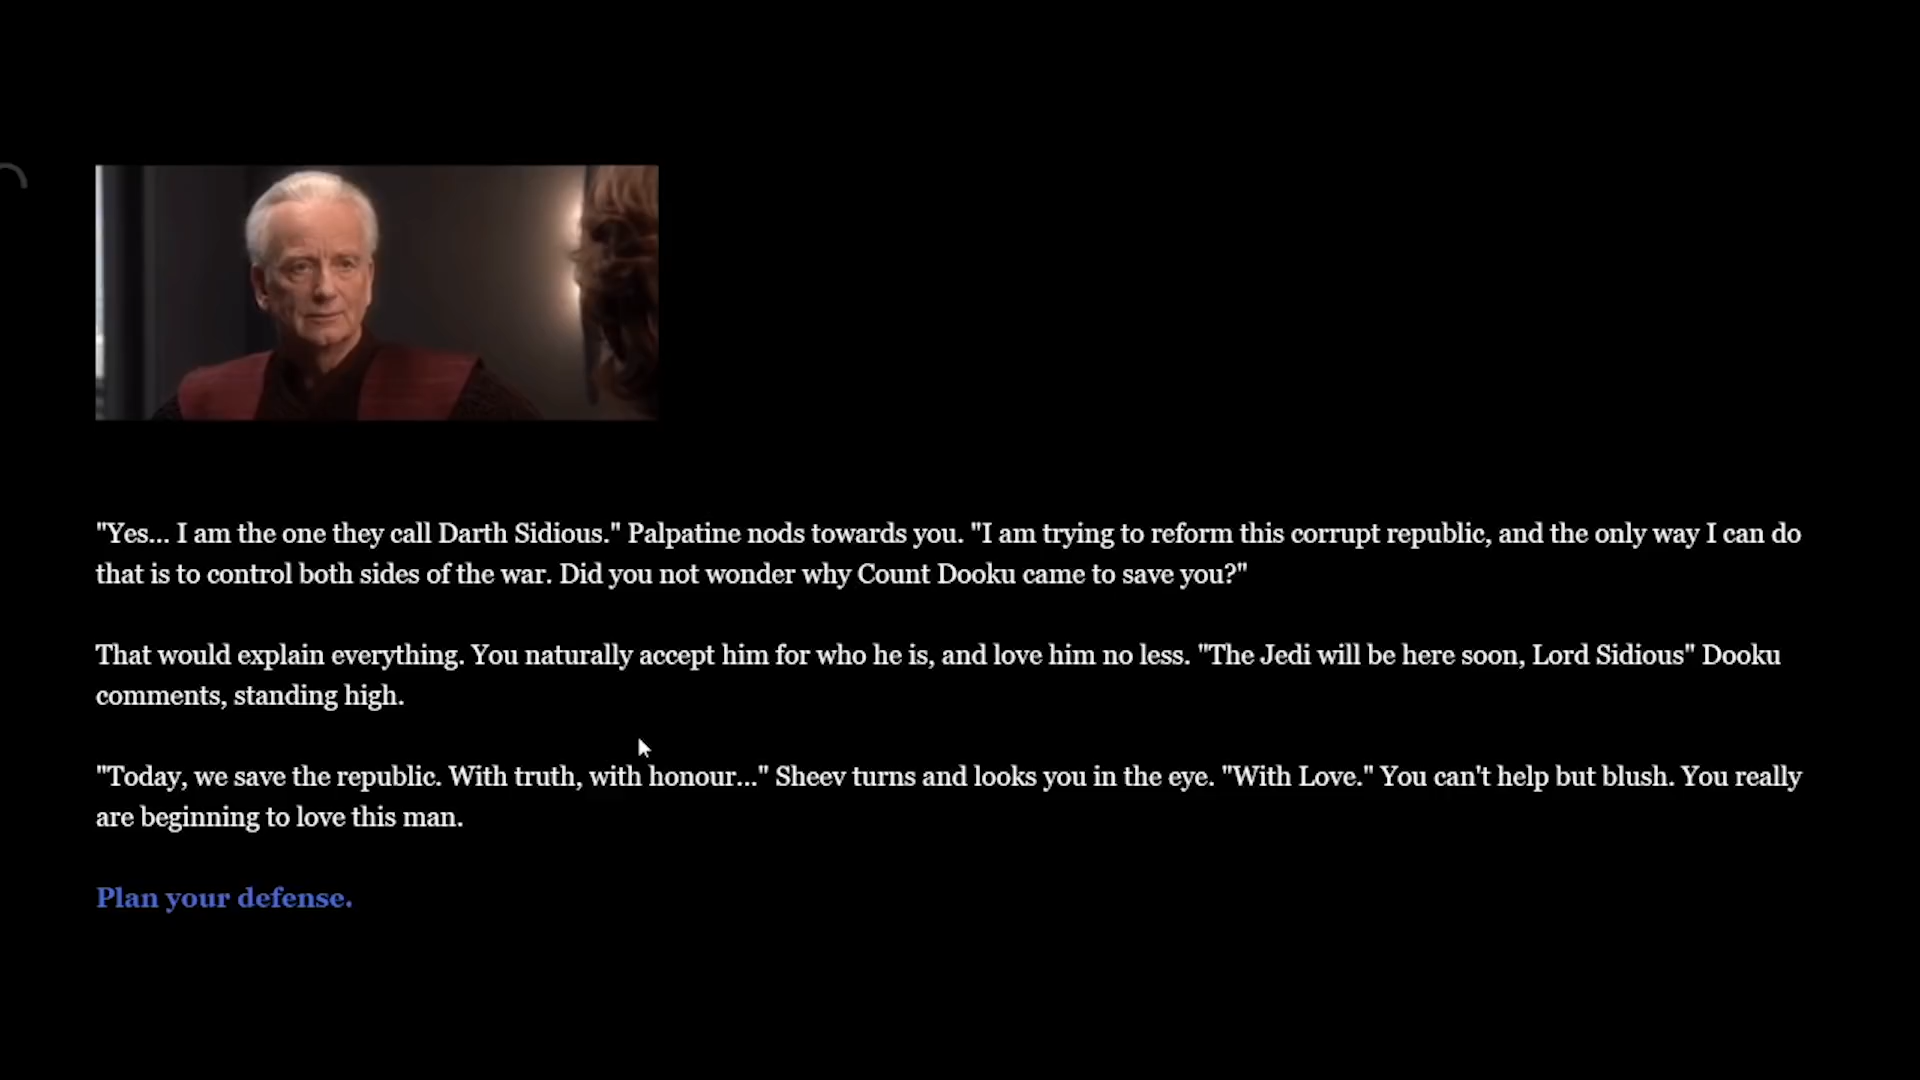 "Yes... I am the one they call Darth Sidious." Palpatine nods towards you. "I am trying to reform this corrupt republic, and the only way I can do
that is to control both sides of the war. Did you not wonder why Count Dooku came to save you?"
That would explain everything. You naturally accept him for who he is, and love him no less. "The Jedi will be here soon, Lord Sidious" Dooku
comments, standing high.
"Today, we save the republic. With truth, with honour..." Sheev turns and looks you in the eye. "With Love." You can't help but blush. You really
are beginning to love this man.
Plan your defense.